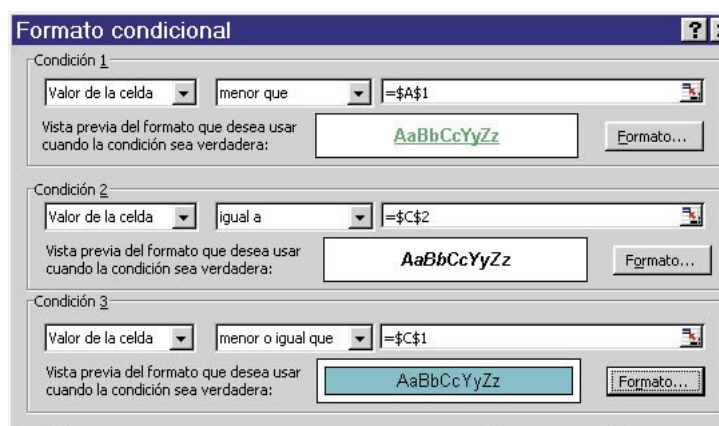 Formato condicional ?
Condición 1
Valor de la celda menor que =$A$1
Vista previa del formato que desea usar
cuando la condición sea verdadera:
AaBbCcYyZz
Formato...
Condición 2
Valor de la celda igual a =$C$2
Vista previa del formato que desea usar
cuando la condición sea verdadera:
AaBbCcYyZz
Formato...
Condición 3
Valor de la celda menor o igual que =$C$1
Vista previa del formato que desea usar
cuando la condición sea verdadera:
AaBbCcYyZz
Formato...